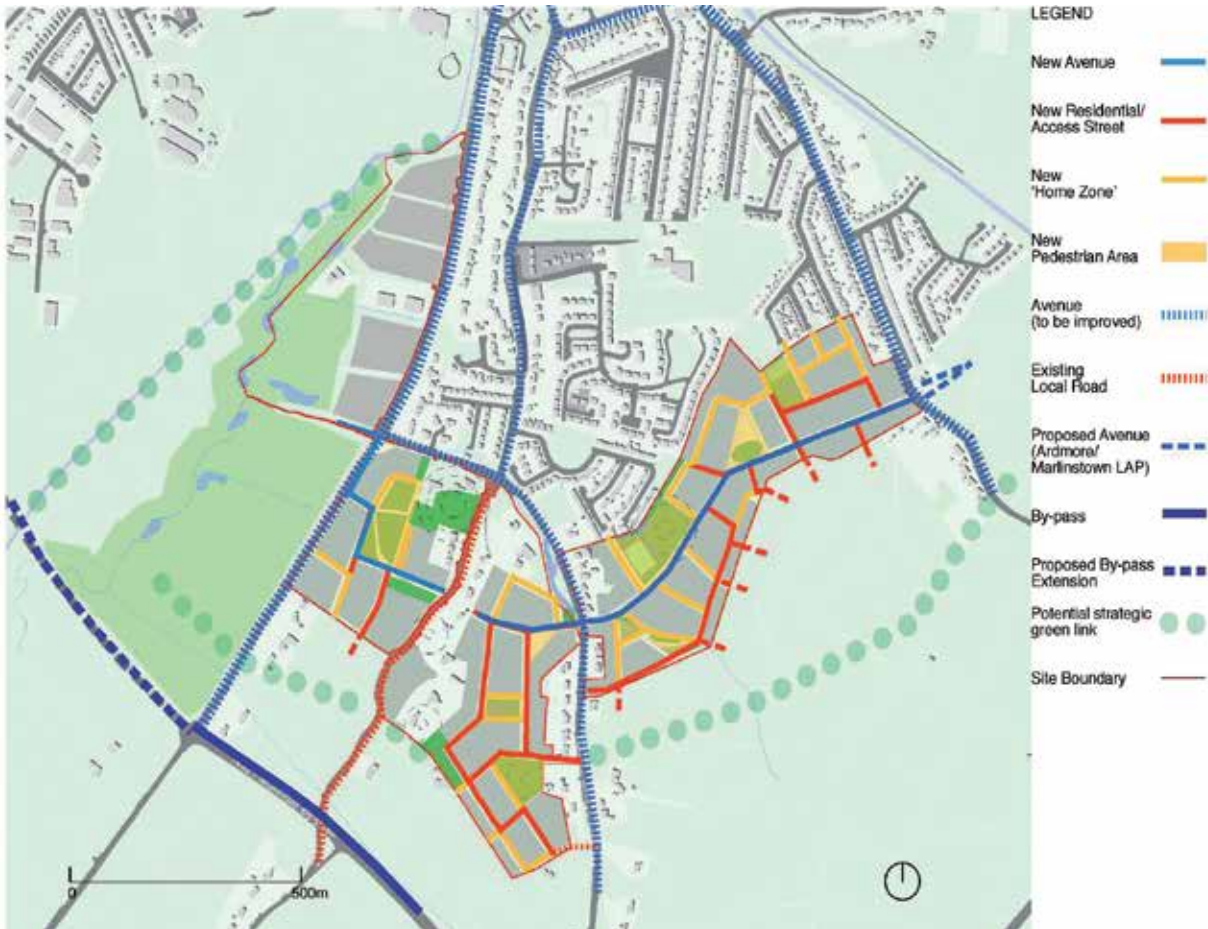 LEGEND
New Avenue
New Residential/
Access Street
New
'Home Zone'
New
Pedestrian Area
Avenue
(to be improved)
Existing
Local Road
Proposed Avenue
(Ardmore/
Marlinstown LAP)
By-pass
Proposed By-pass
Extension
Potential strategic
green link
Site Boundary
0
500m